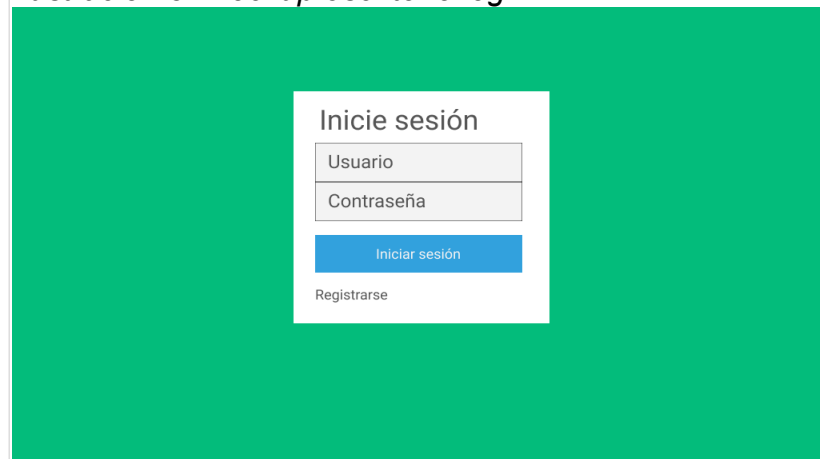 Inicie sesión
Usuario
Contraseña
Iniciar sesión
Registrarse